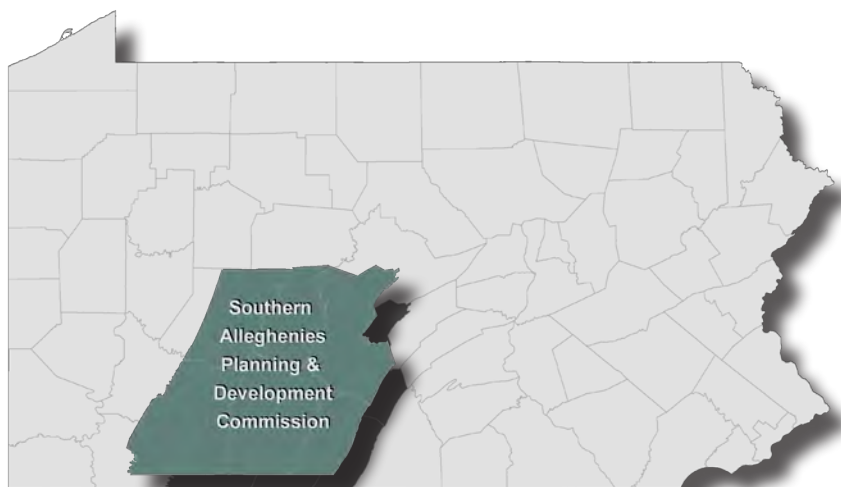 Southern
Alleghenies
Planning &
Development
Commission